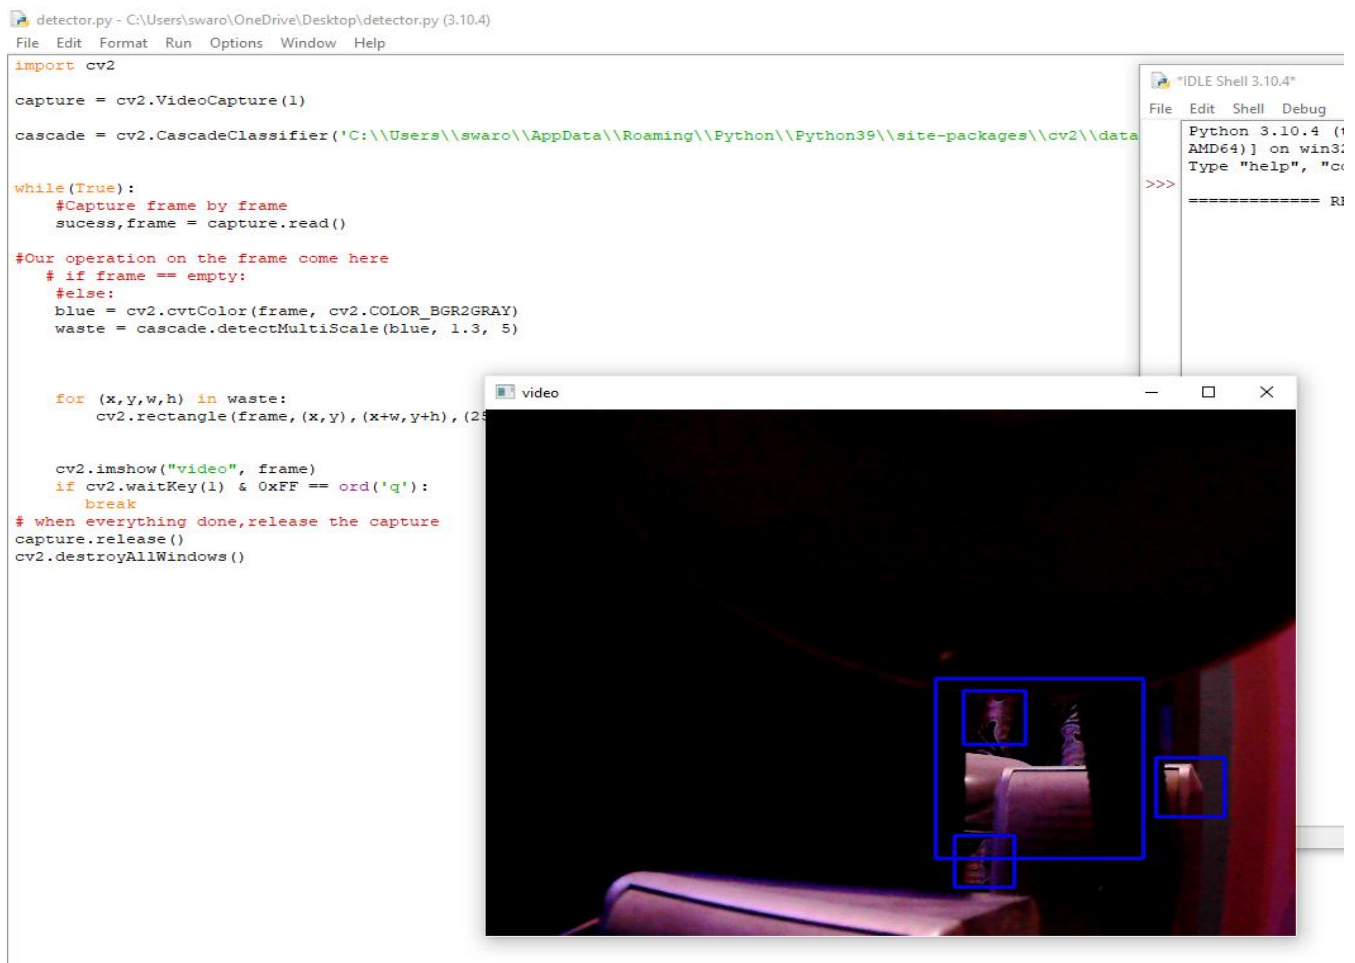 detector.py - C:\Users\swaro\OneDrive\Desktop\detector.py (3.10.4)
File Edit Format Run Options Window Help
import cv2
capture = cv2.VideoCapture(1)
cascade = cv2.CascadeClassifier('C:\\Users\\swaro\\AppData\\Roaming\\Python\\Python39\\site-packages\\cv2\\data
while(True):
#Capture frame by frame
sucess,frame = capture.read()
#Our operation on the frame come here
# if frame == empty:
#else:
blue = cv2.cvtColor(frame, cv2.COLOR_BGR2GRAY)
waste = cascade.detectMultiScale(blue, 1.3, 5)
for (x,y,w,h) in waste:
cv2.rectangle(frame,(x,y),(x+w,y+h),(25
cv2.imshow("video", frame)
if cv2.waitKey(1) & 0xFF == ord('q'):
break
# when everything done,release the capture
capture.release()
cv2.destroyAllWindows()
*IDLE Shell 3.10.4*
File Edit Shell Debug
Python 3.10.4 (t
AMD64)] on win32
Type "help", "co
>>>
============= RE
video